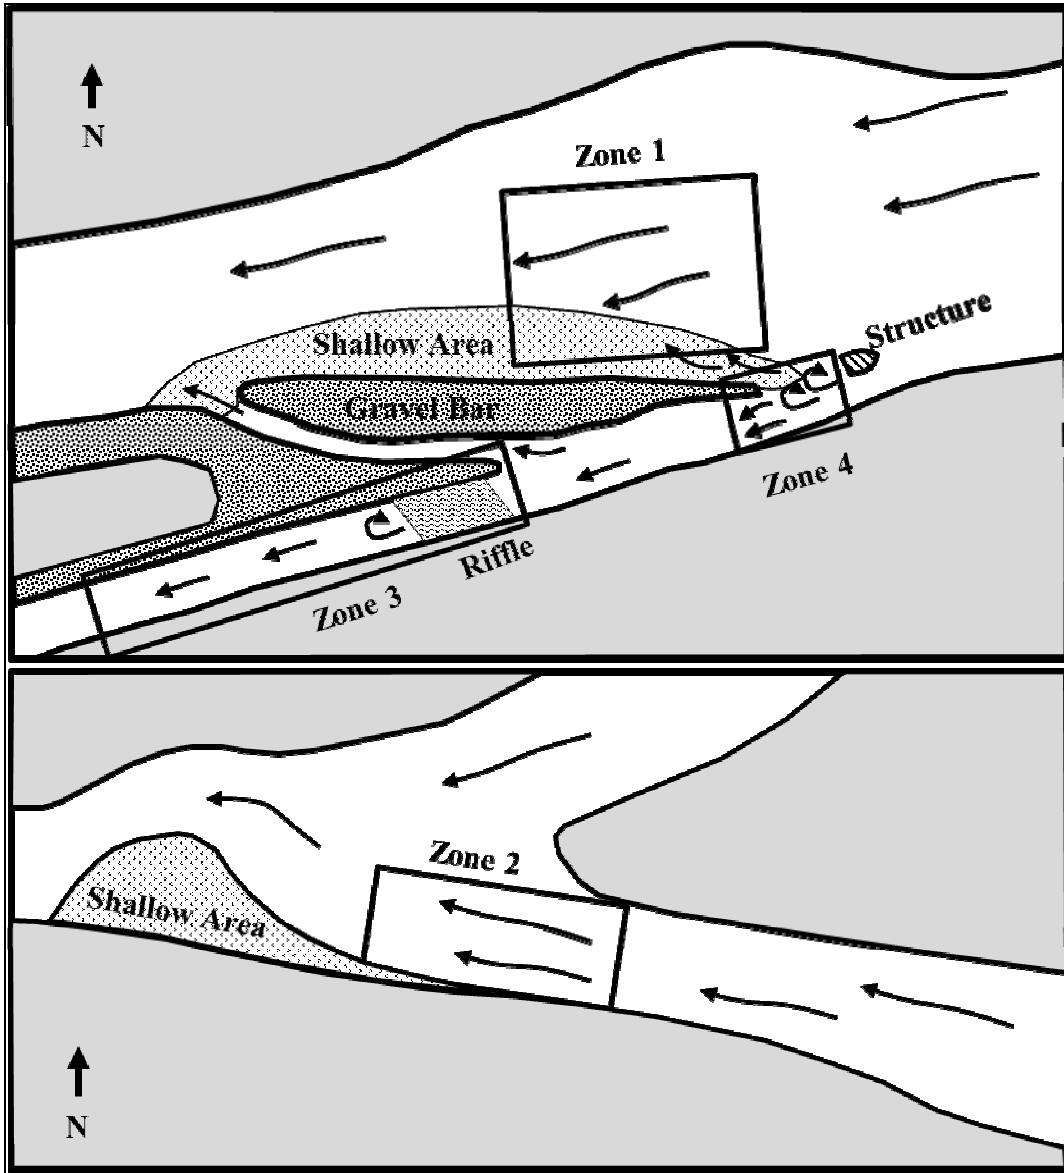 N
Zone 1
Structure
Shallow Area
Gravel Bar
Zone 4
Riffle
Zone 3
Zone 2
Shallow Area
N